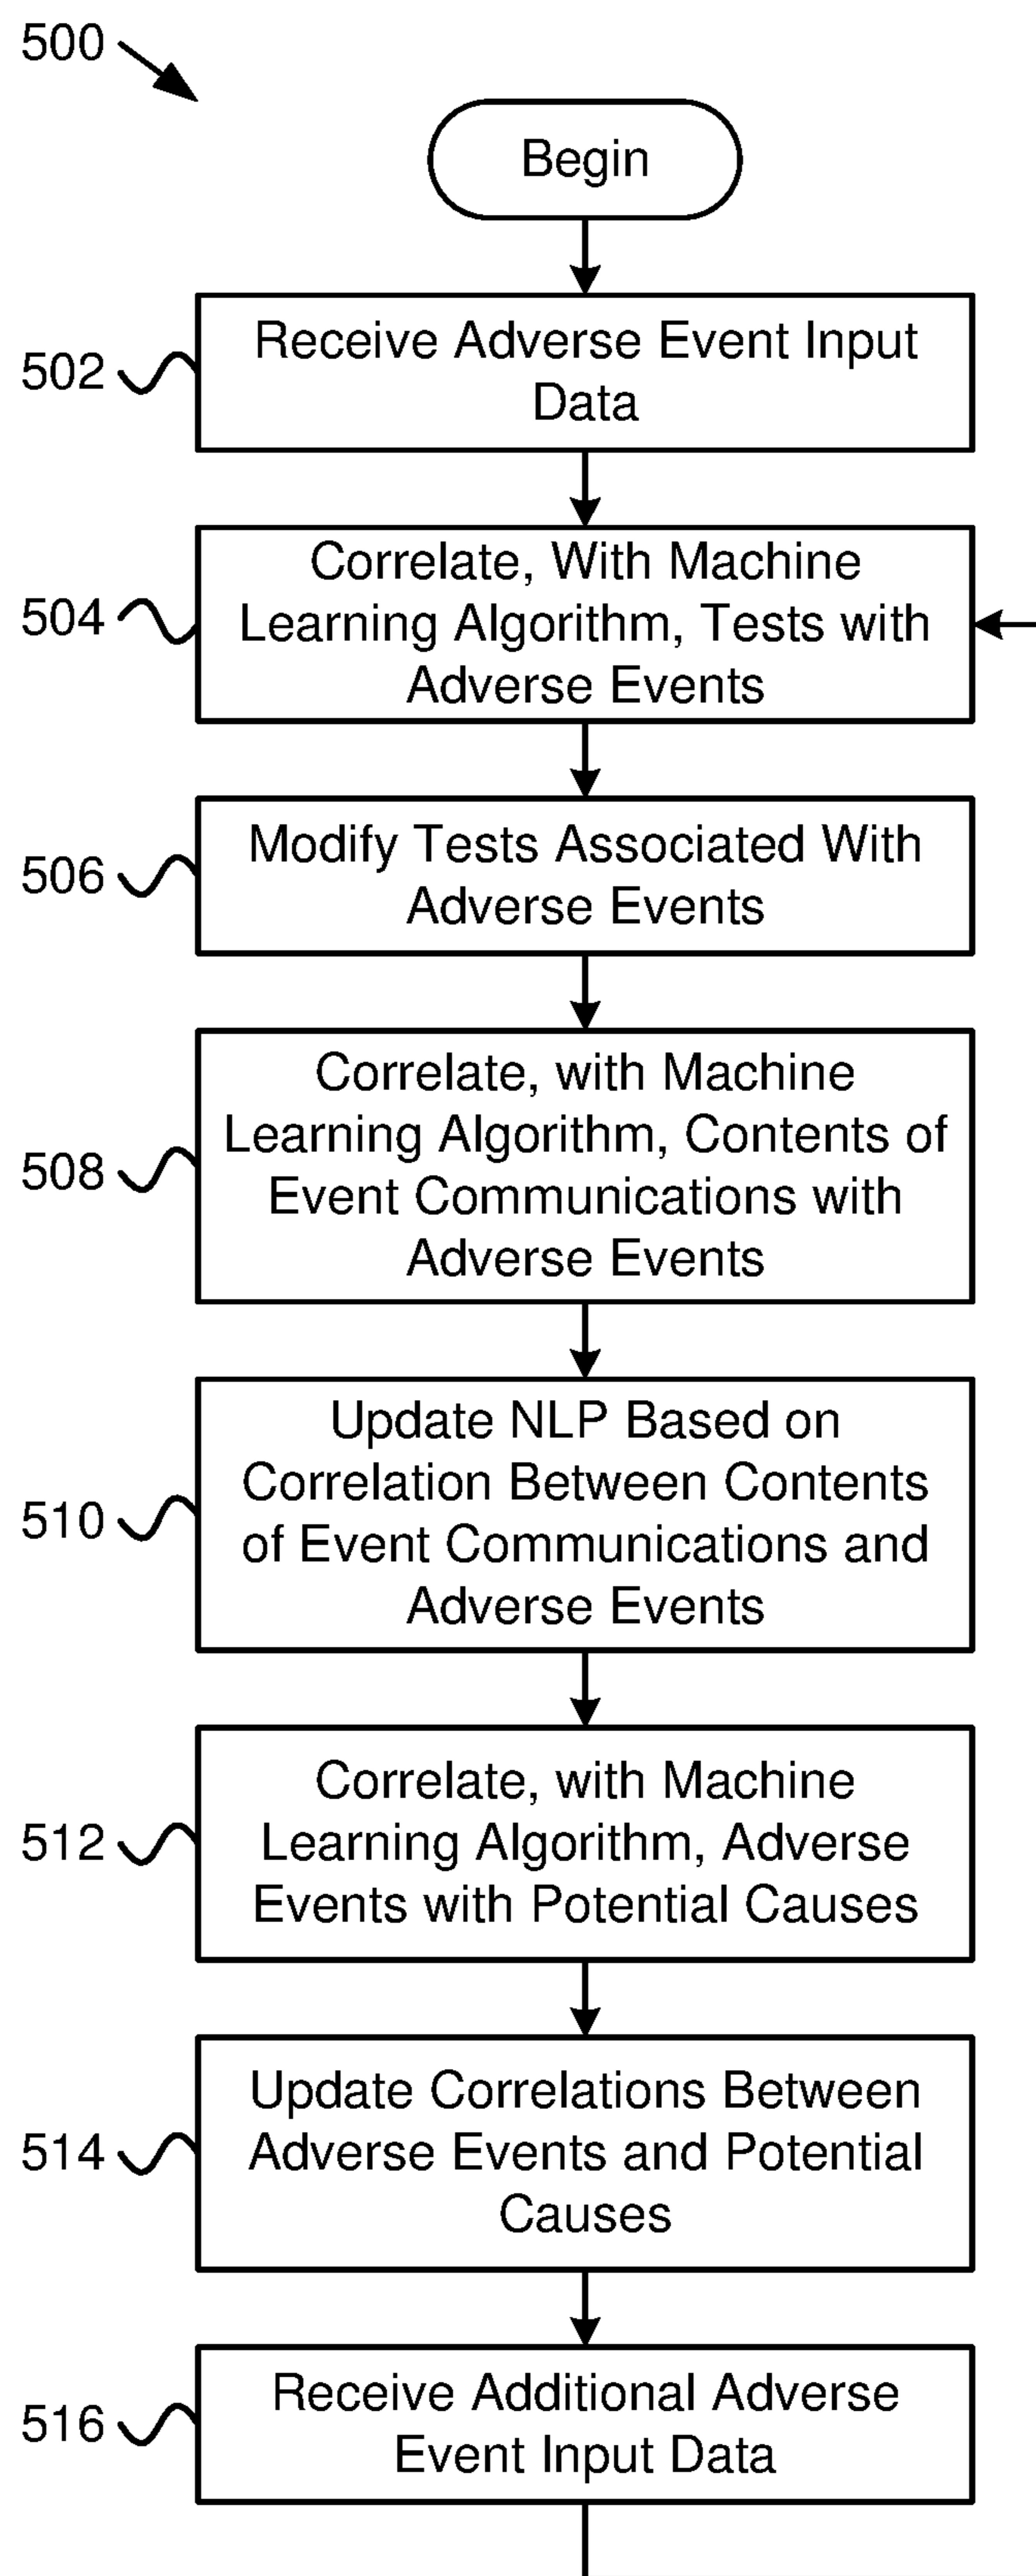 500
Begin
502
Receive Adverse Event Input
Data
504
Correlate, With Machine
Learning Algorithm, Tests with
Adverse Events
506
Modify Tests Associated With
Adverse Events
508
Correlate, with Machine
Learning Algorithm, Contents of
Event Communications with
Adverse Events
510
Update NLP Based on
Correlation Between Contents
of Event Communications and
Adverse Events
512
Correlate, with Machine
Learning Algorithm, Adverse
Events with Potential Causes
514
Update Correlations Between
Adverse Events and Potential
Causes
516
Receive Additional Adverse
Event Input Data